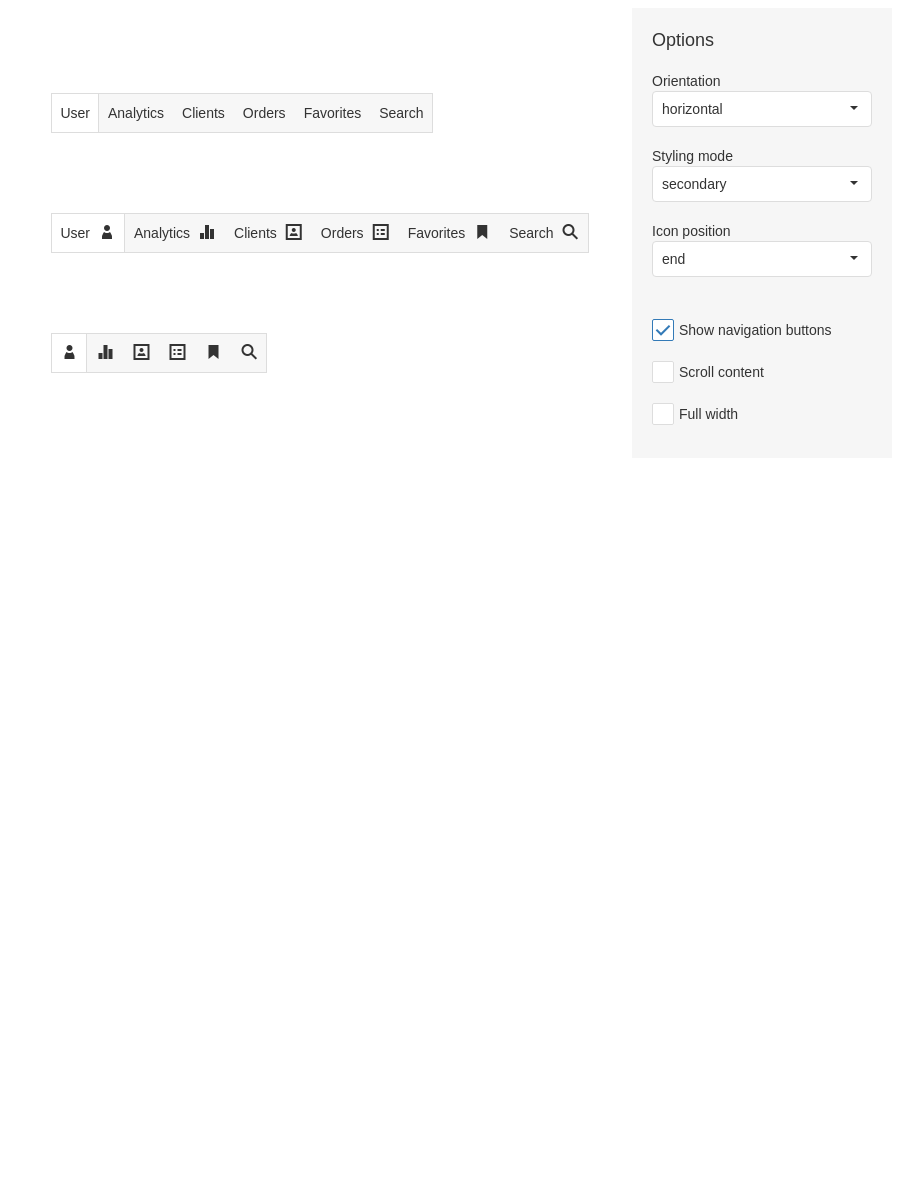 User Analytics Clients Orders Favorites Search
User Analytics Clients Orders Favorites Search
Options
Orientation
horizontal
Styling mode
secondary
Icon position
end
Show navigation buttons
Scroll content
Full width